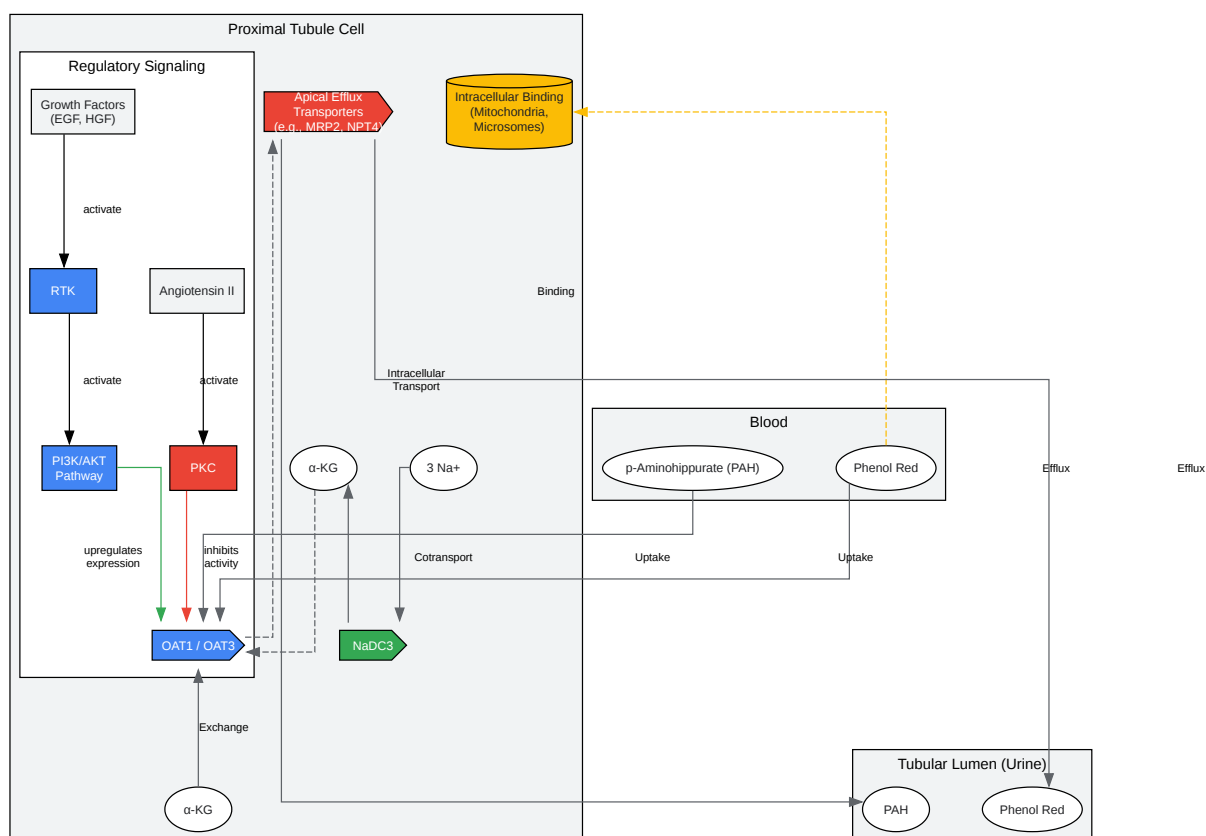 Proximal Tubule Cell
Regulatory Signaling
Growth Factors
(EGF, HGF)
Apical Efflux
Transporters
(e.g., MRP2, NPT4)
Intracellular Binding
(Mitochondria,
Microsomes)
activate
RTK
Angiotensin II
Binding
activate
activate
Intracellular
Transport
Blood
PI3K/AKT
Pathway
PKC
α-KG
3 Na+
p-Aminohippurate (PAH)
Phenol Red
Efflux
Efflux
upregulates
expression
inhibits
activity
Cotransport
Uptake
Uptake
OAT1 / OAT3
NaDC3
Exchange
Tubular Lumen (Urine)
α-KG
PAH
Phenol Red